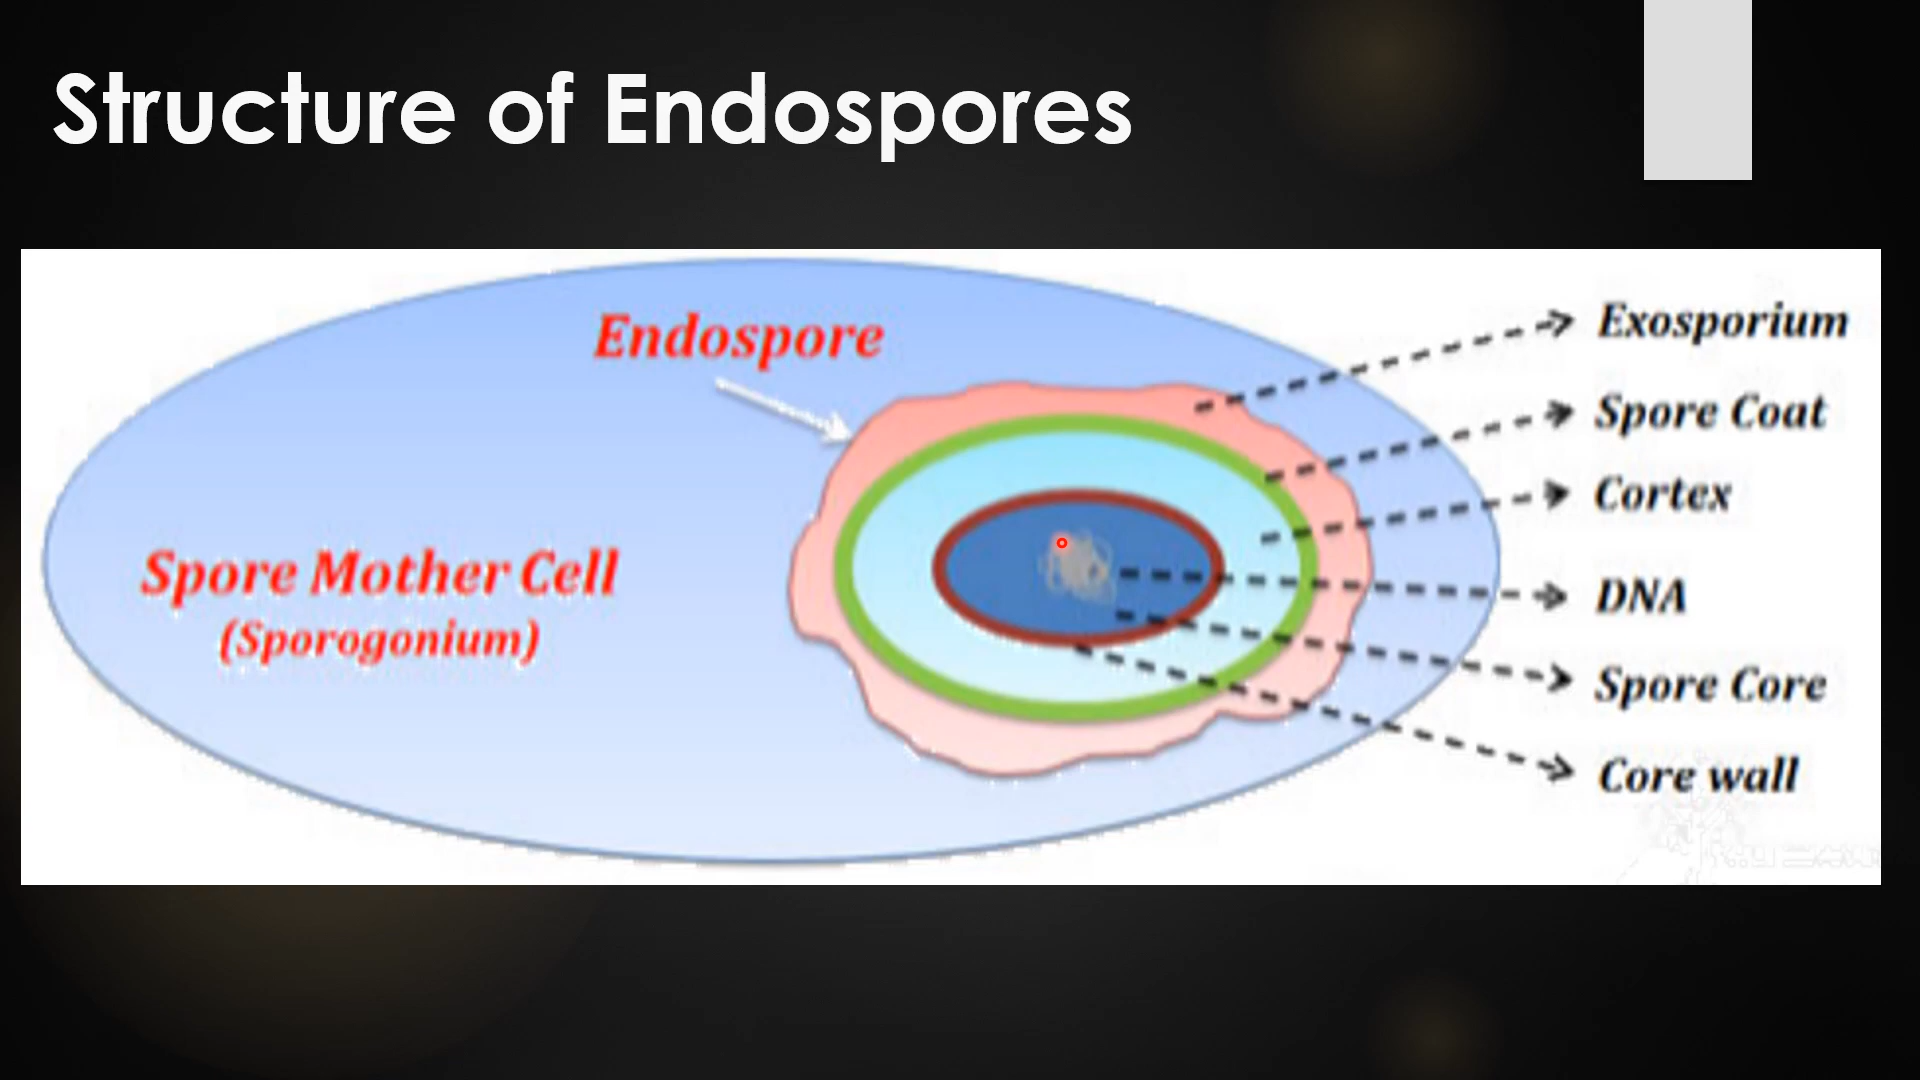 Structure of Endospores
Endospore
Spore Mother Cell
(Sporogonium)
Exosporium
Spore Coat
Cortex
DNA
Spore Core
Core wall